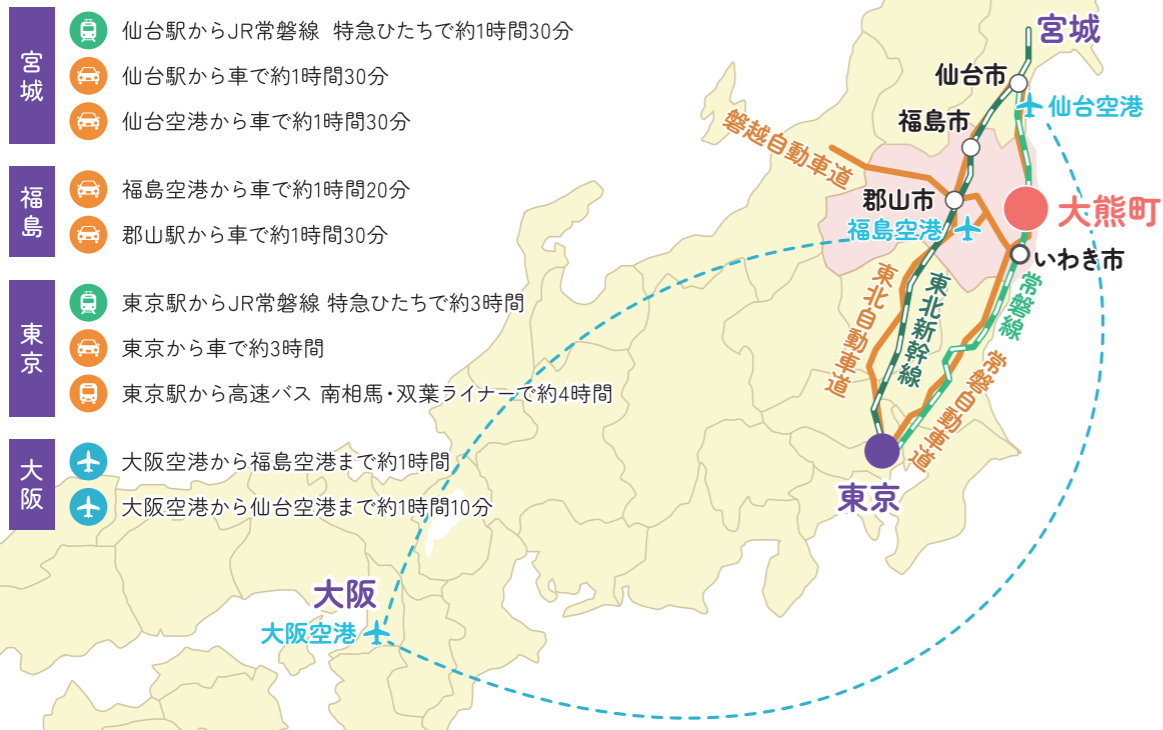 宮城
仙台駅からJR常磐線 特急ひたちで約1時間30分
仙台駅から車で約1時間30分
仙台空港から車で約1時間30分
福島
福島空港から車で約1時間20分
郡山駅から車で約1時間30分
東京
東京駅からJR常磐線 特急ひたちで約3時間
東京から車で約3時間
東京駅から高速バス 南相馬・双葉ライナーで約4時間
大阪
大阪空港から福島空港まで約1時間
大阪空港から仙台空港まで約1時間10分
宮城
仙台市
仙台空港
福島市
磐越自動車道
郡山市
福島空港
大熊町
いわき市
東北自動車道
東北新幹線
常磐線
常磐自動車道
東京
大阪
大阪空港